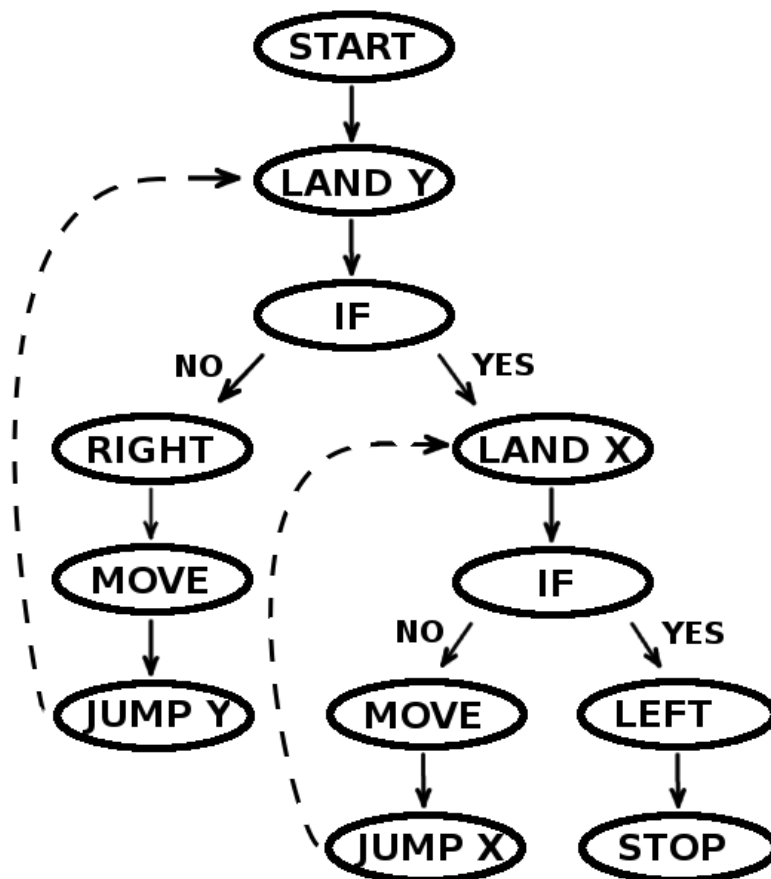 START
LAND Y
IF
NO
YES
RIGHT
LAND X
MOVE
IF
NO
YES
JUMP Y
MOVE
LEFT
JUMP X
STOP